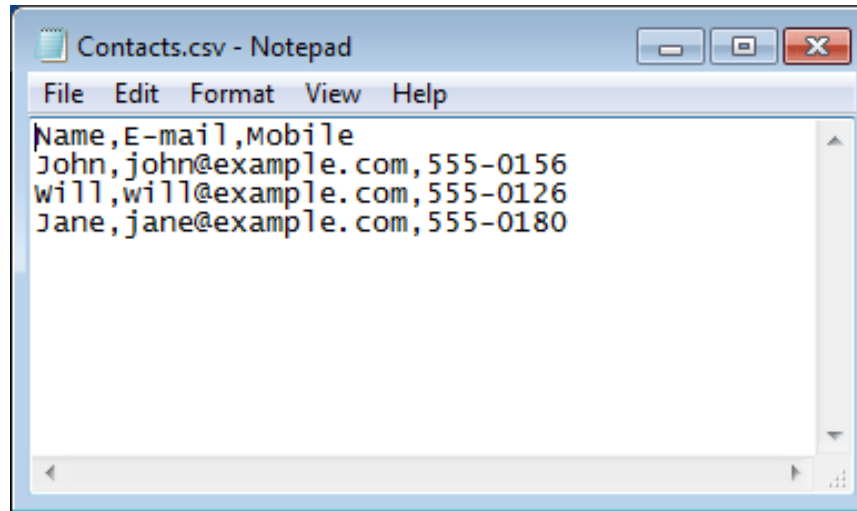 Contacts.csv - Notepad
File Edit Format View Help
Name,E-mail,Mobile
John,john@example.com,555-0156
Will,will@example.com,555-0126
Jane,jane@example.com,555-0180